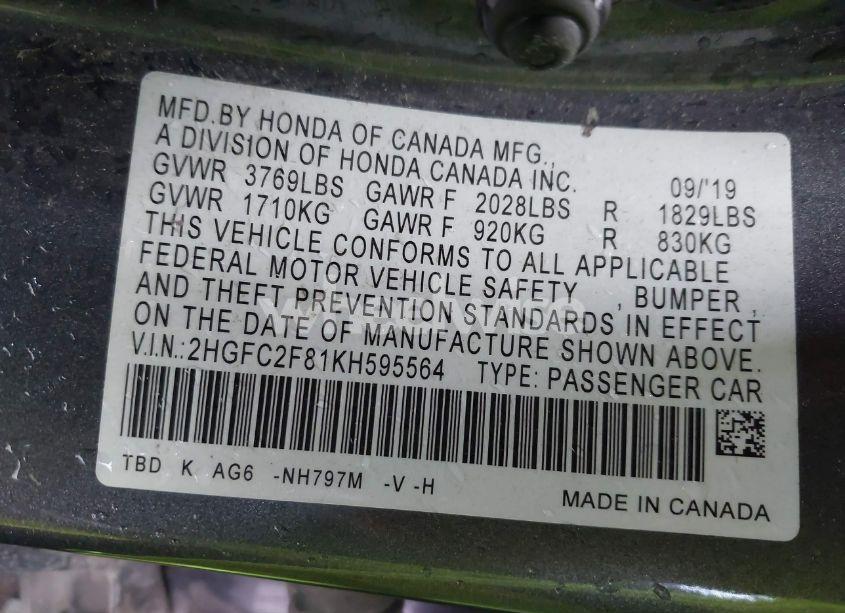 MFD.BY HONDA OF CANADA MFG.,
A DIVISION OF HONDA CANADA INC. 09/'19
GVWR 3769LBS GAWR F 2028LBS R 1829LBS
GVWR 1710KG GAWR F 920KG R 830KG
THIS VEHICLE CONFORMS TO ALL APPLICABLE
FEDERAL MOTOR VEHICLE SAFETY , BUMPER ,
AND THEFT PREVENTION STANDARDS IN EFFECT
ON THE DATE OF MANUFACTURE SHOWN ABOVE.
V.I.N.:2HGFC2F81KH595564 TYPE: PASSENGER CAR
TBD K AG6 -NH797M -V -H
MADE IN CANADA